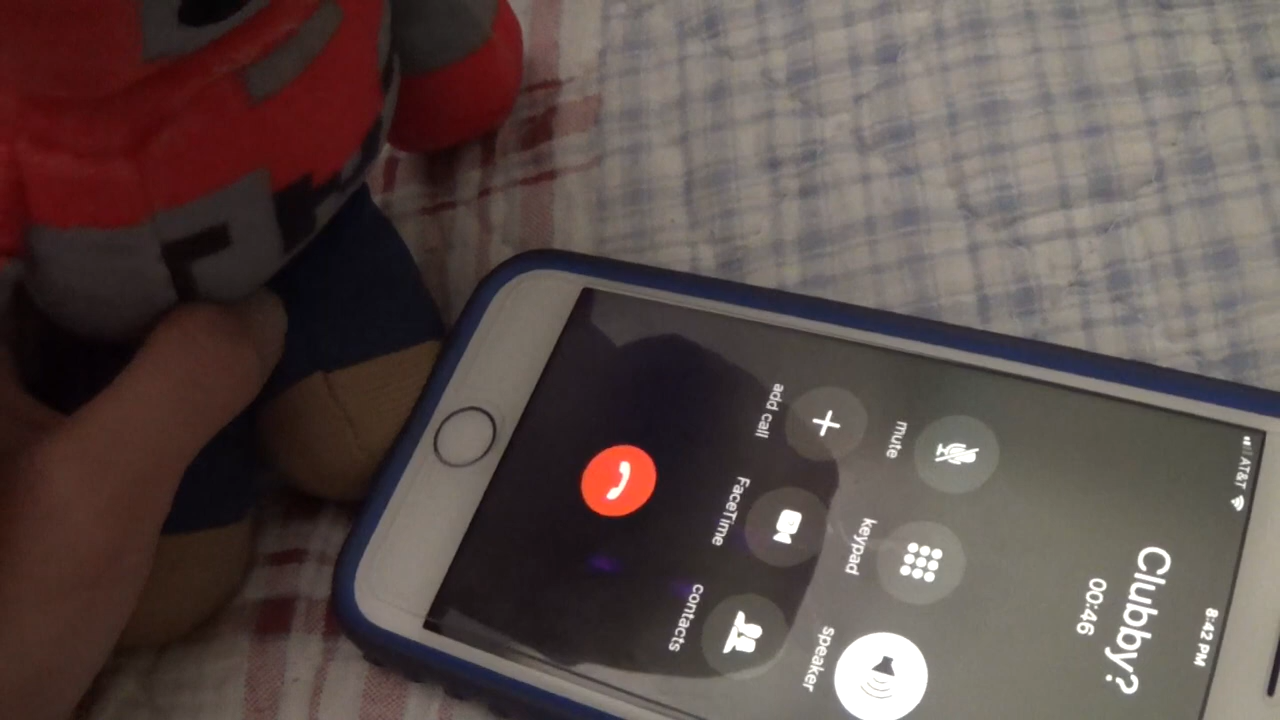 AT&T 8:42 PM
Clubby?
00:46
mute keypad speaker
add call FaceTime contacts